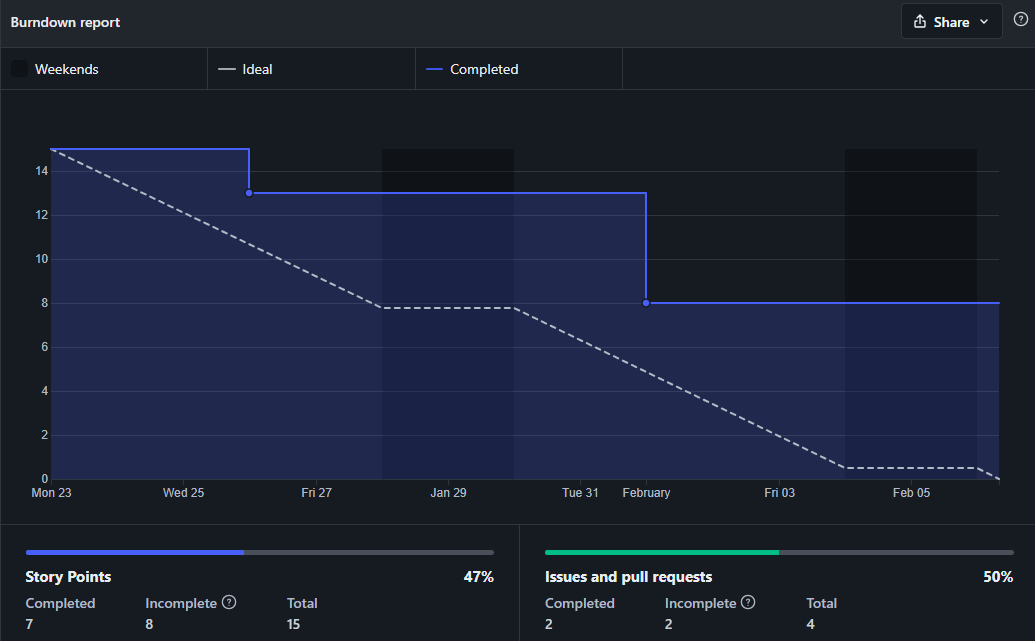 Burndown report
Share
Weekends
Ideal
Completed
14
12
10
8
6
4
2
0
Mon 23 Wed 25 Fri 27 Jan 29 Tue 31 February Fri 03 Feb 05
Story Points 47%
Completed Incomplete ? Total
7 8 15
Issues and pull requests 50%
Completed Incomplete ? Total
2 2 4